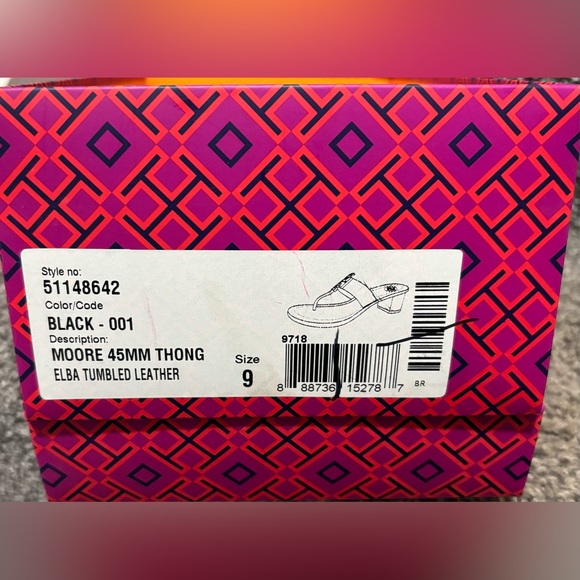 Style no:
51148642
Color/Code
BLACK - 001
Description:
MOORE 45MM THONG
ELBA TUMBLED LEATHER
Size
9
9718
8 88736 15278 7
BR